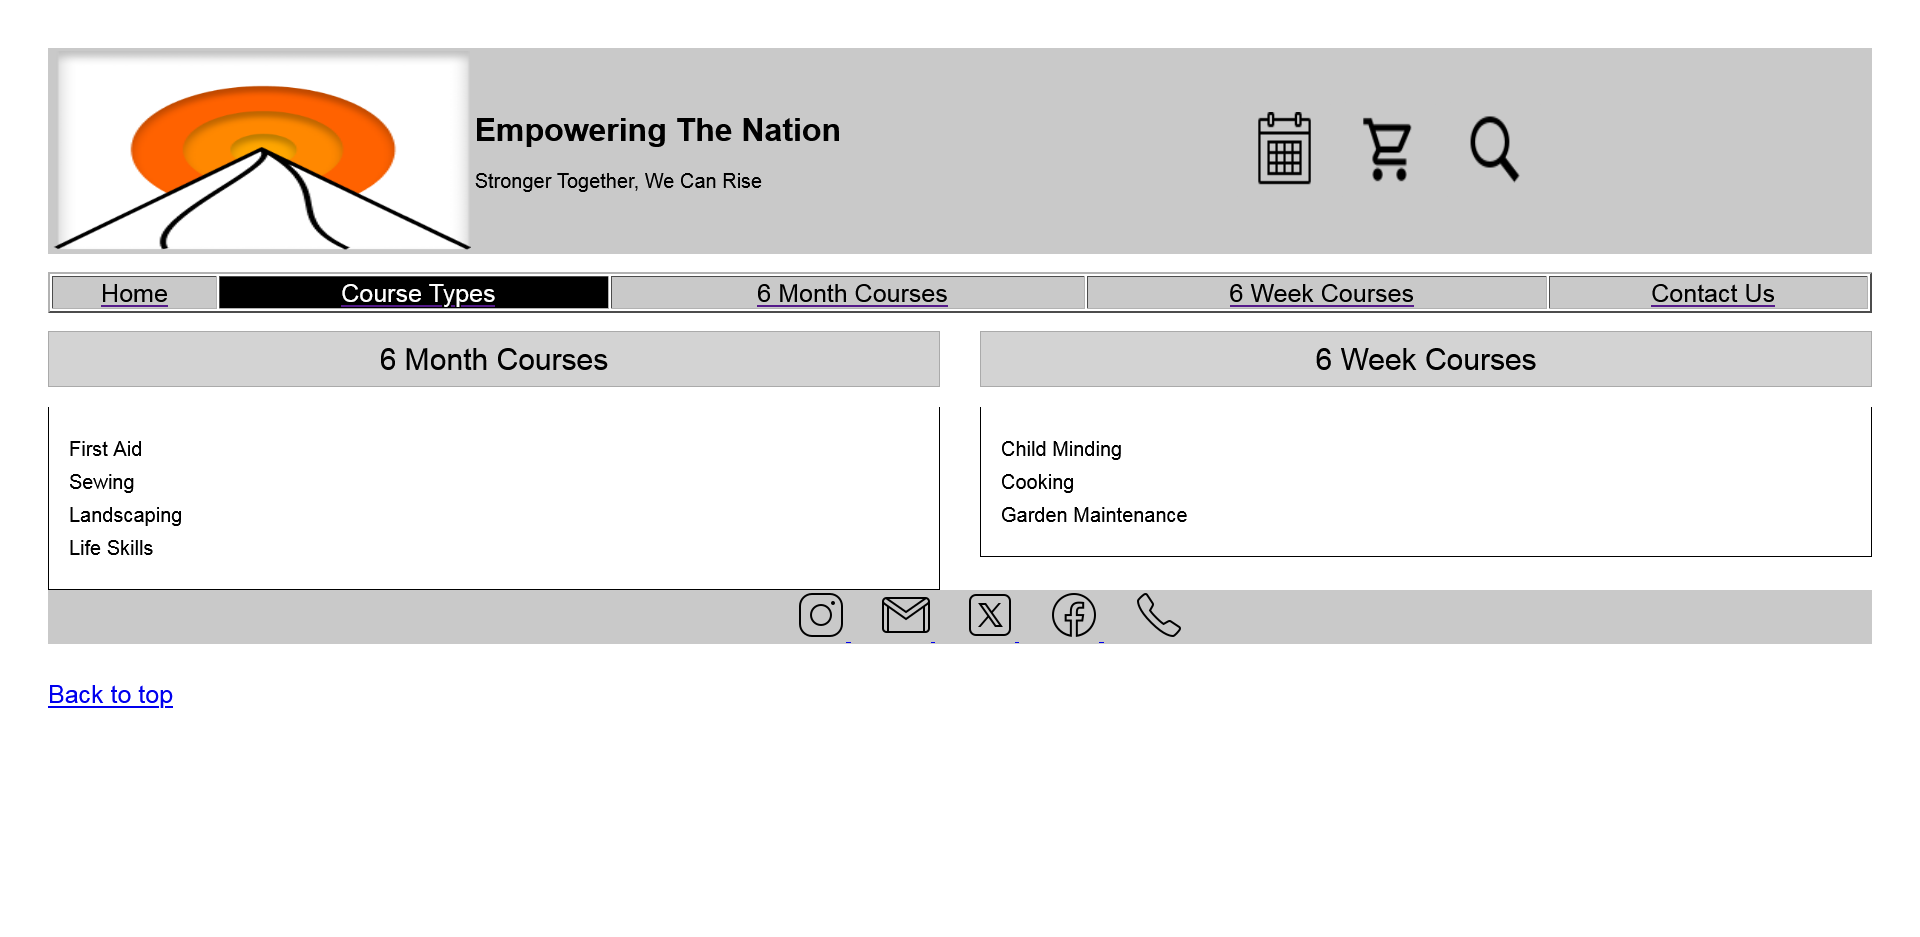 Empowering The Nation
Stronger Together, We Can Rise
Home Course Types 6 Month Courses 6 Week Courses Contact Us
6 Month Courses
First Aid
Sewing
Landscaping
Life Skills
6 Week Courses
Child Minding
Cooking
Garden Maintenance
Back to top